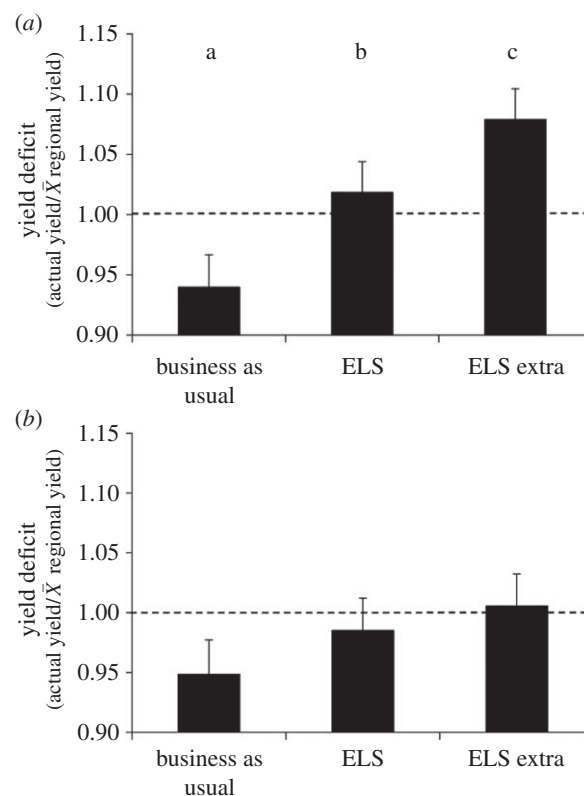 (a)
1.15
1.10
1.05
1.00
0.95
0.90
yield deficit
(actual yield/X̄ regional yield)
a b c
business as usual ELS ELS extra
(b)
1.15
1.10
1.05
1.00
0.95
0.90
yield deficit
(actual yield/X̄ regional yield)
business as usual ELS ELS extra